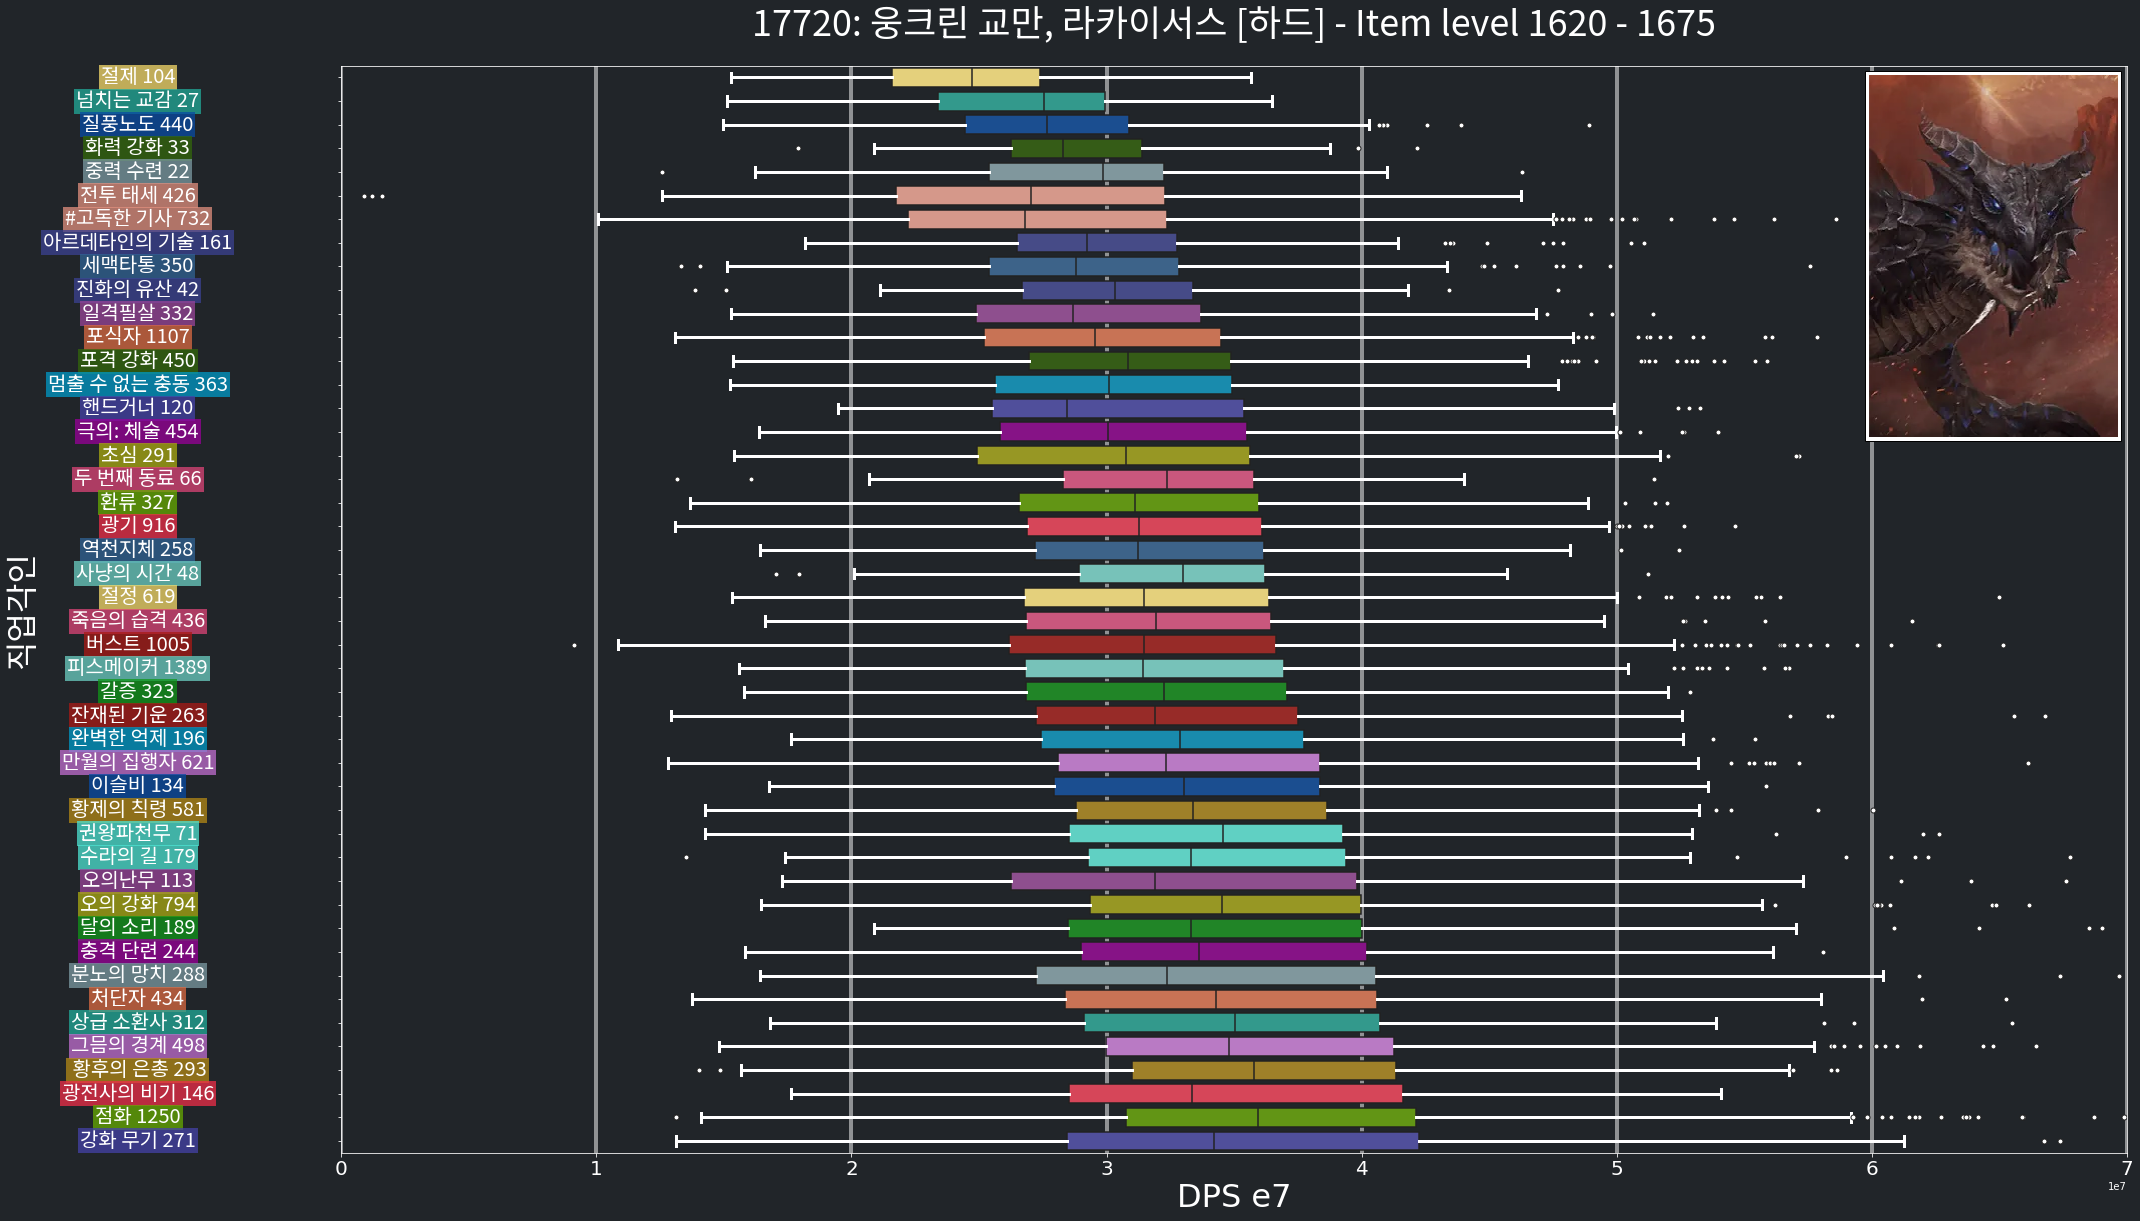 17720: 웅크린 교만, 라카이서스 [하드] - Item level 1620 - 1675
절제 104
넘치는 교감 27
질풍노도 440
화력 강화 33
중력 수련 22
전투 태세 426
#고독한 기사 732
아르데타인의 기술 161
세맥타통 350
진화의 유산 42
일격필살 332
포식자 1107
포격 강화 450
멈출 수 없는 충동 363
핸드거너 120
극의: 체술 454
초심 291
두 번째 동료 66
환류 327
광기 916
역천지체 258
사냥의 시간 48
절정 619
죽음의 습격 436
버스트 1005
피스메이커 1389
갈증 323
잔재된 기운 263
완벽한 억제 196
만월의 집행자 621
이슬비 134
황제의 칙령 581
권왕파천무 71
수라의 길 179
오의난무 113
오의 강화 794
달의 소리 189
충격 단련 244
분노의 망치 288
처단자 434
상급 소환사 312
그믐의 경계 498
황후의 은총 293
광전사의 비기 146
점화 1250
강화 무기 271
직업각인
0 1 2 3 4 5 6 7
DPS e7
1e7